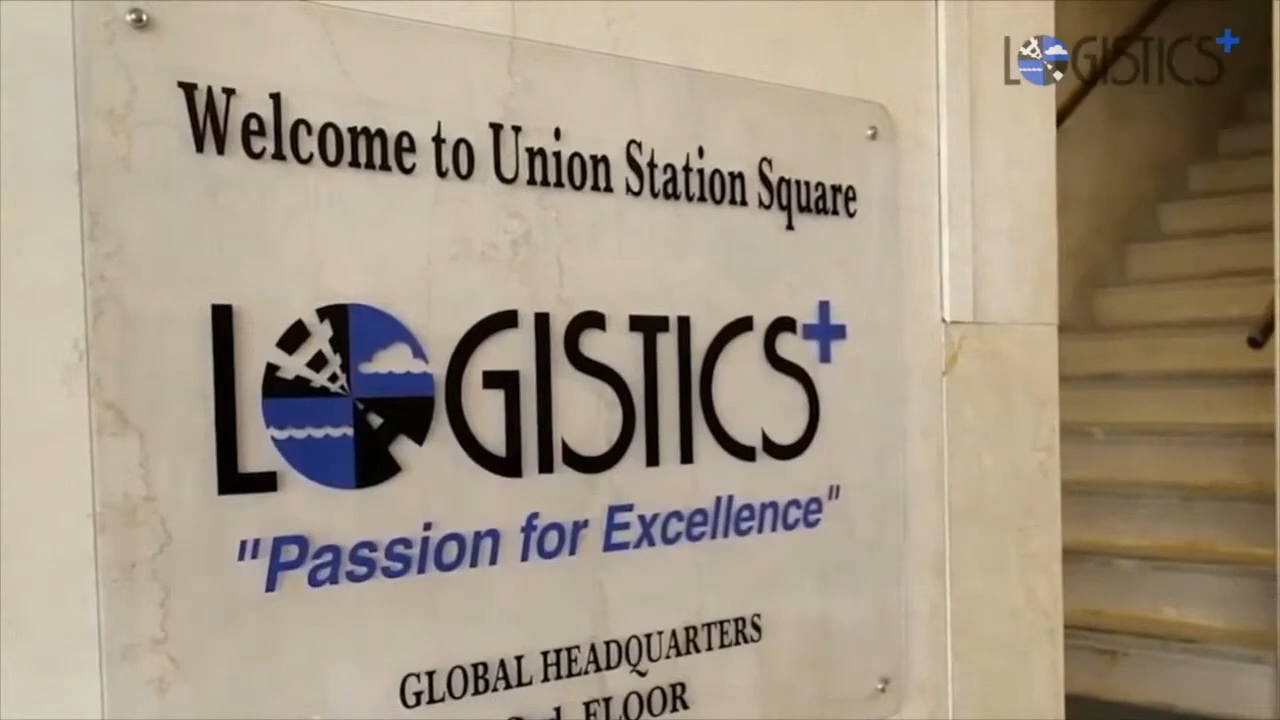 LOGISTICS+
Welcome to Union Station Square
LOGISTICS+
"Passion for Excellence"
GLOBAL HEADQUARTERS
FLOOR